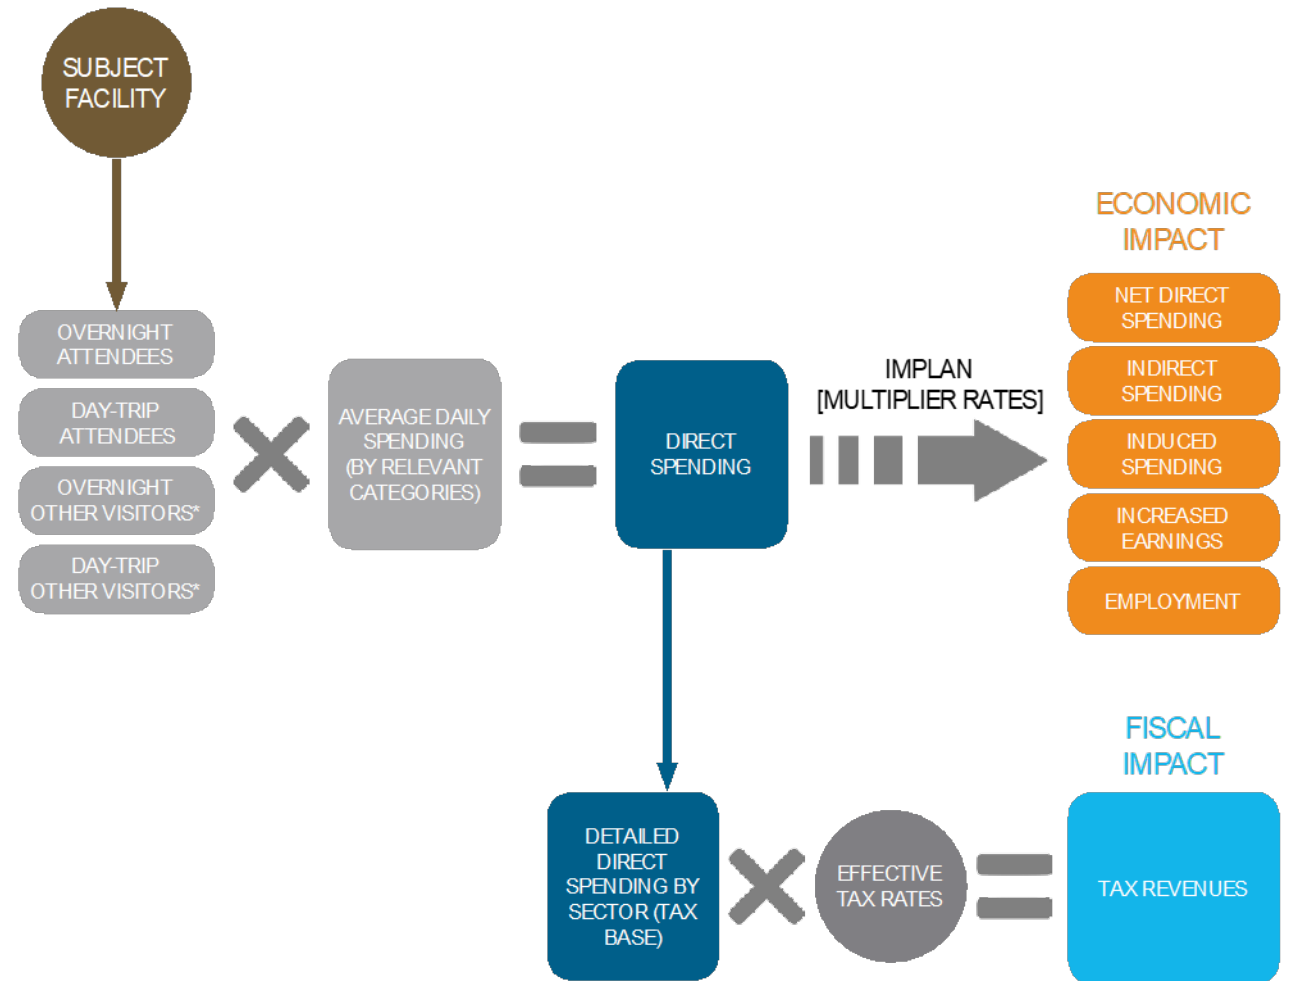 SUBJECT
FACILITY
OVERNIGHT
ATTENDEES
DAY-TRIP
ATTENDEES
OVERNIGHT
OTHER VISITORS*
DAY-TRIP
OTHER VISITORS*
AVERAGE DAILY
SPENDING
(BY RELEVANT
CATEGORIES)
DIRECT
SPENDING
IMPLAN
[MULTIPLIER RATES]
ECONOMIC
IMPACT
NET DIRECT
SPENDING
INDIRECT
SPENDING
INDUCED
SPENDING
INCREASED
EARNINGS
EMPLOYMENT
DETAILED
DIRECT
SPENDING BY
SECTOR (TAX
BASE)
EFFECTIVE
TAX RATES
FISCAL
IMPACT
TAX REVENUES